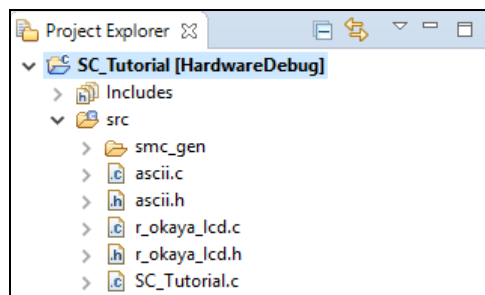 Project Explorer
SC_Tutorial [HardwareDebug]
Includes
src
smc_gen
ascii.c
ascii.h
r_okaya_lcd.c
r_okaya_lcd.h
SC_Tutorial.c